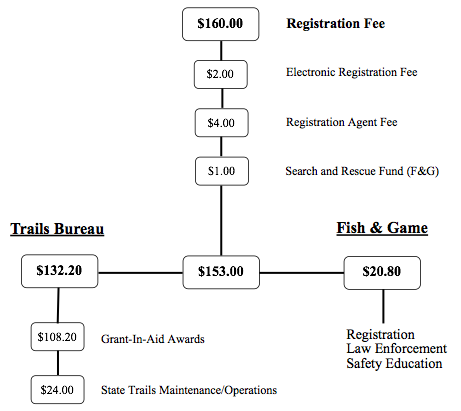 $160.00 Registration Fee
$2.00 Electronic Registration Fee
$4.00 Registration Agent Fee
$1.00 Search and Rescue Fund (F&G)
Trails Bureau Fish & Game
$132.20 $153.00 $20.80
Registration
$108.20 Grant-In-Aid Awards
Law Enforcement
Safety Education
$24.00 State Trails Maintenance/Operations